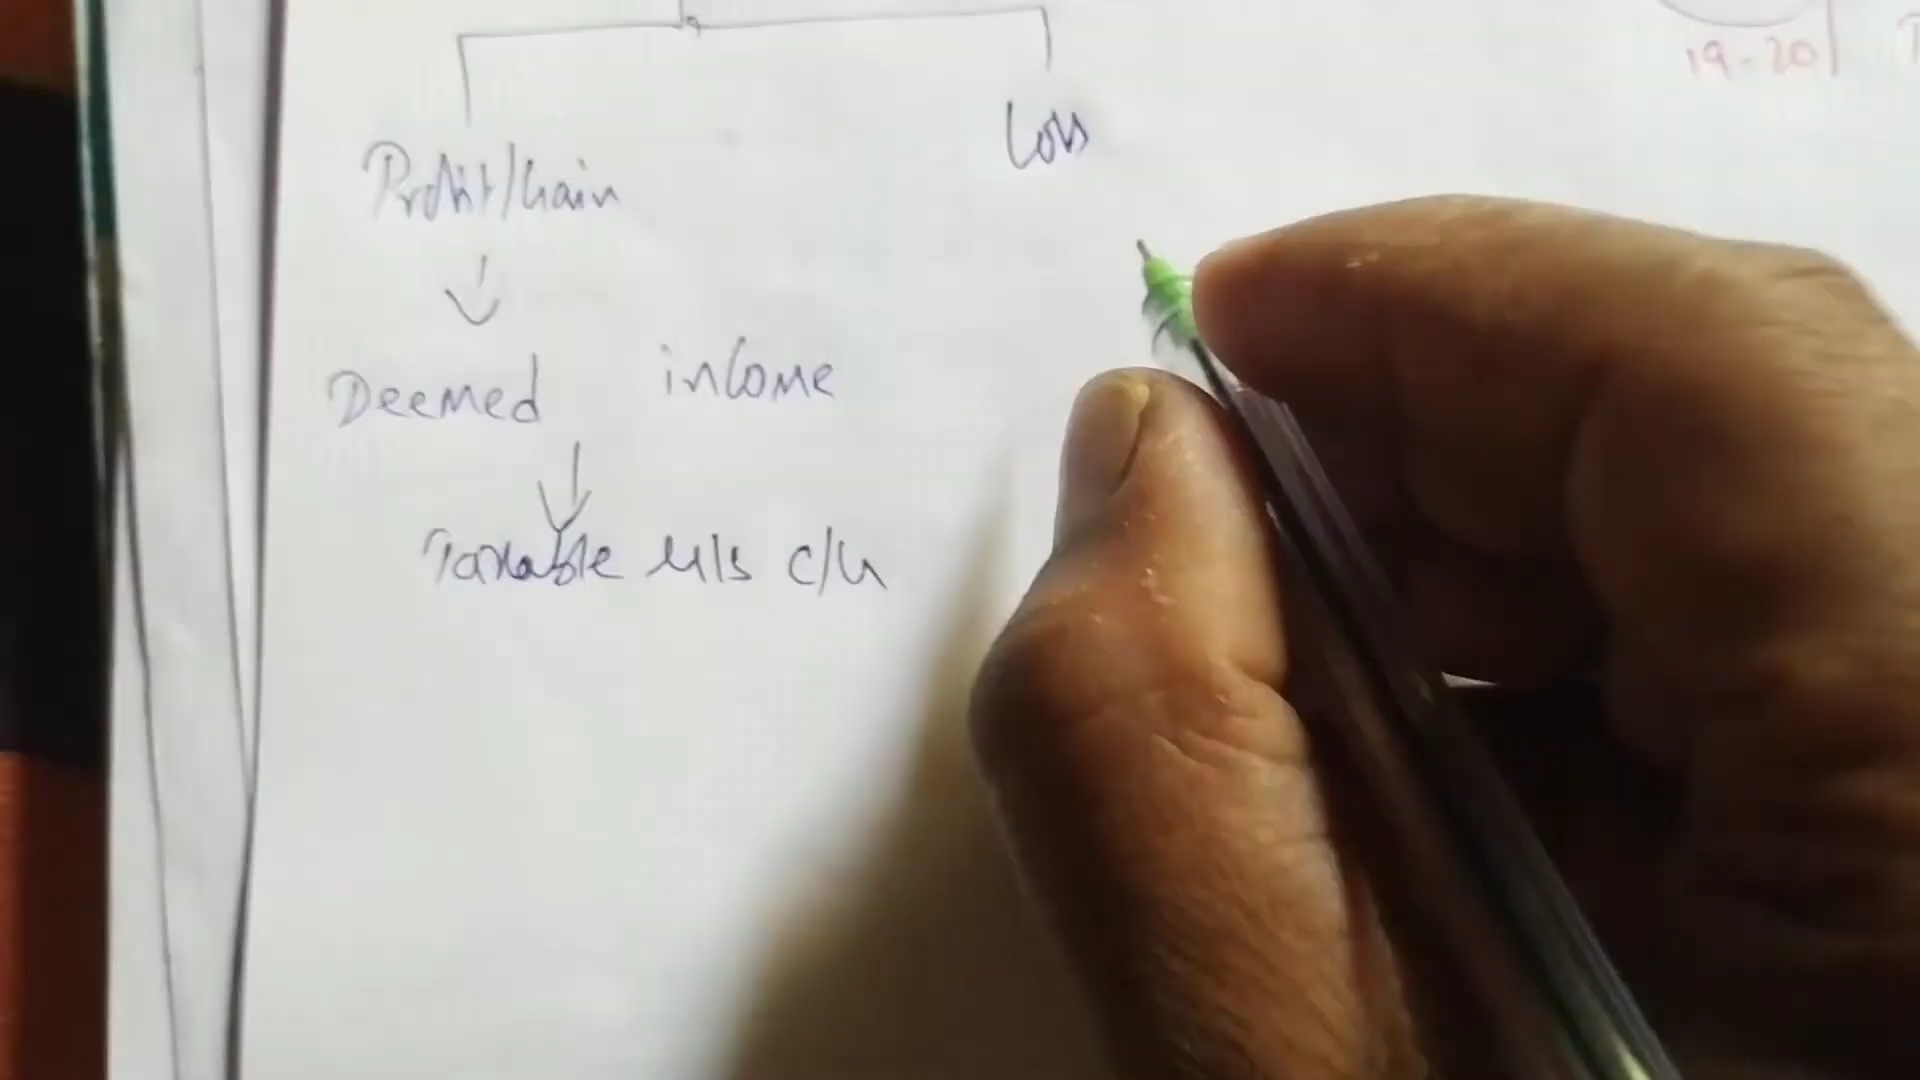 19-20
Loss
Profit/Gain
Deemed income
Taxable u/s C/G